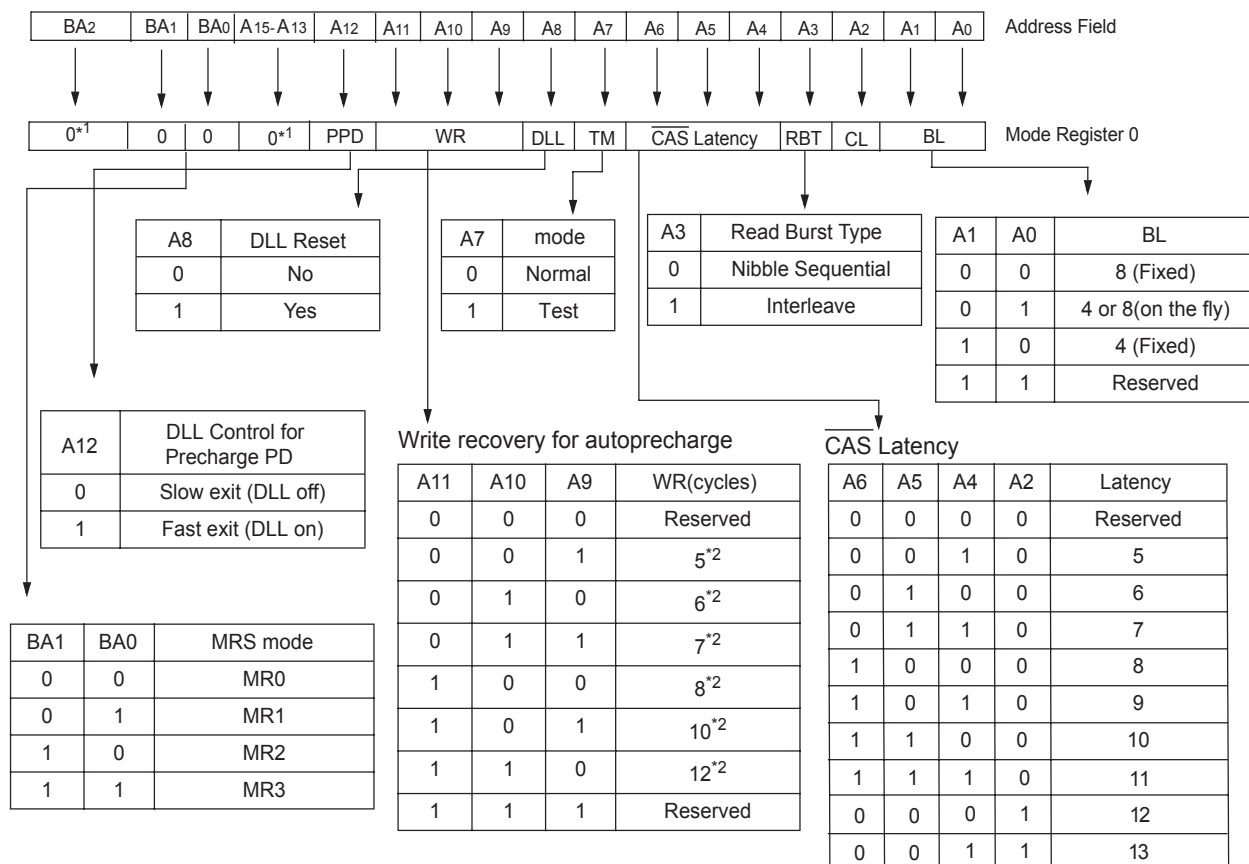 BA2 BA1 BA0 A15-A13 A12 A11 A10 A9 A8 A7 A6 A5 A4 A3 A2 A1 A0 Address Field
0*1 0 0 0*1 PPD WR DLL TM CAS Latency RBT CL BL Mode Register 0
A8 DLL Reset
0 No
1 Yes
A7 mode
0 Normal
1 Test
A3 Read Burst Type
0 Nibble Sequential
1 Interleave
A1 A0 BL
0 0 8 (Fixed)
0 1 4 or 8(on the fly)
1 0 4 (Fixed)
1 1 Reserved
A12 DLL Control for
Precharge PD
0 Slow exit (DLL off)
1 Fast exit (DLL on)
Write recovery for autoprecharge
A11 A10 A9 WR(cycles)
0 0 0 Reserved
0 0 1 5*2
0 1 0 6*2
0 1 1 7*2
1 0 0 8*2
1 0 1 10*2
1 1 0 12*2
1 1 1 Reserved
CAS Latency
A6 A5 A4 A2 Latency
0 0 0 0 Reserved
0 0 1 0 5
0 1 0 0 6
0 1 1 0 7
1 0 0 0 8
1 0 1 0 9
1 1 0 0 10
1 1 1 0 11
0 0 0 1 12
0 0 1 1 13
BA1 BA0 MRS mode
0 0 MR0
0 1 MR1
1 0 MR2
1 1 MR3